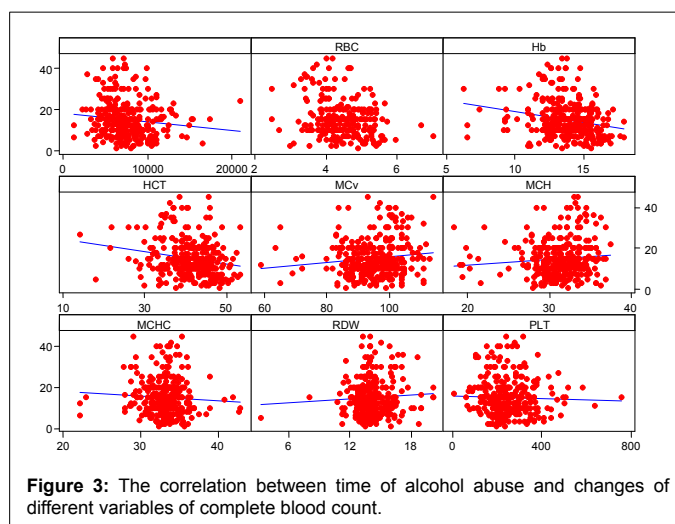 RBC Hb
40
20
0
0 10000 20000 2 4 6 5 10 15
HCT MCv MCH
40
20
0
10 30 50 60 80 100 20 30 40
MCHC RDW PLT
40
20
0
20 30 40 6 12 18 0 400 800
Figure 3: The correlation between time of alcohol abuse and changes of
different variables of complete blood count.